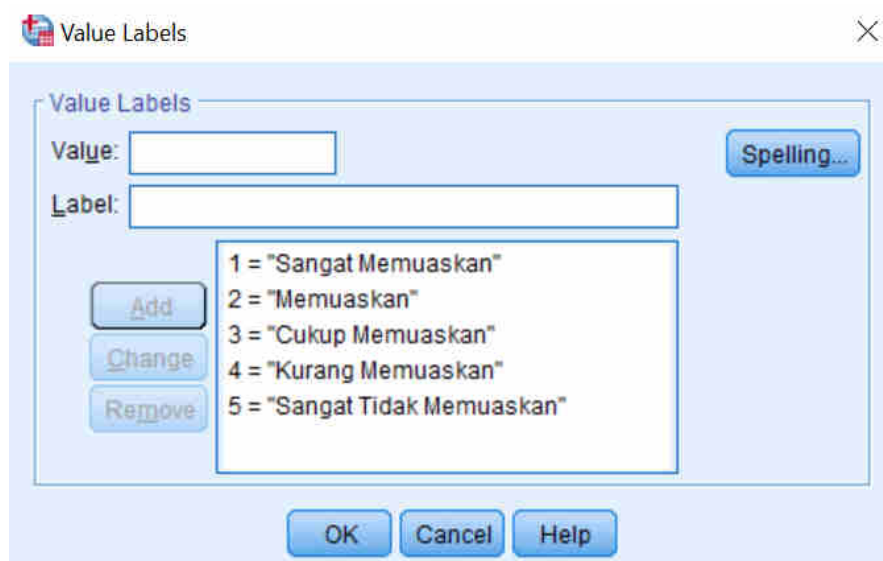 Value Labels
Value Labels
Value:
Spelling...
Label:
1 = "Sangat Memuaskan"
2 = "Memuaskan"
3 = "Cukup Memuaskan"
4 = "Kurang Memuaskan"
5 = "Sangat Tidak Memuaskan"
Add
Change
Remove
OK Cancel Help